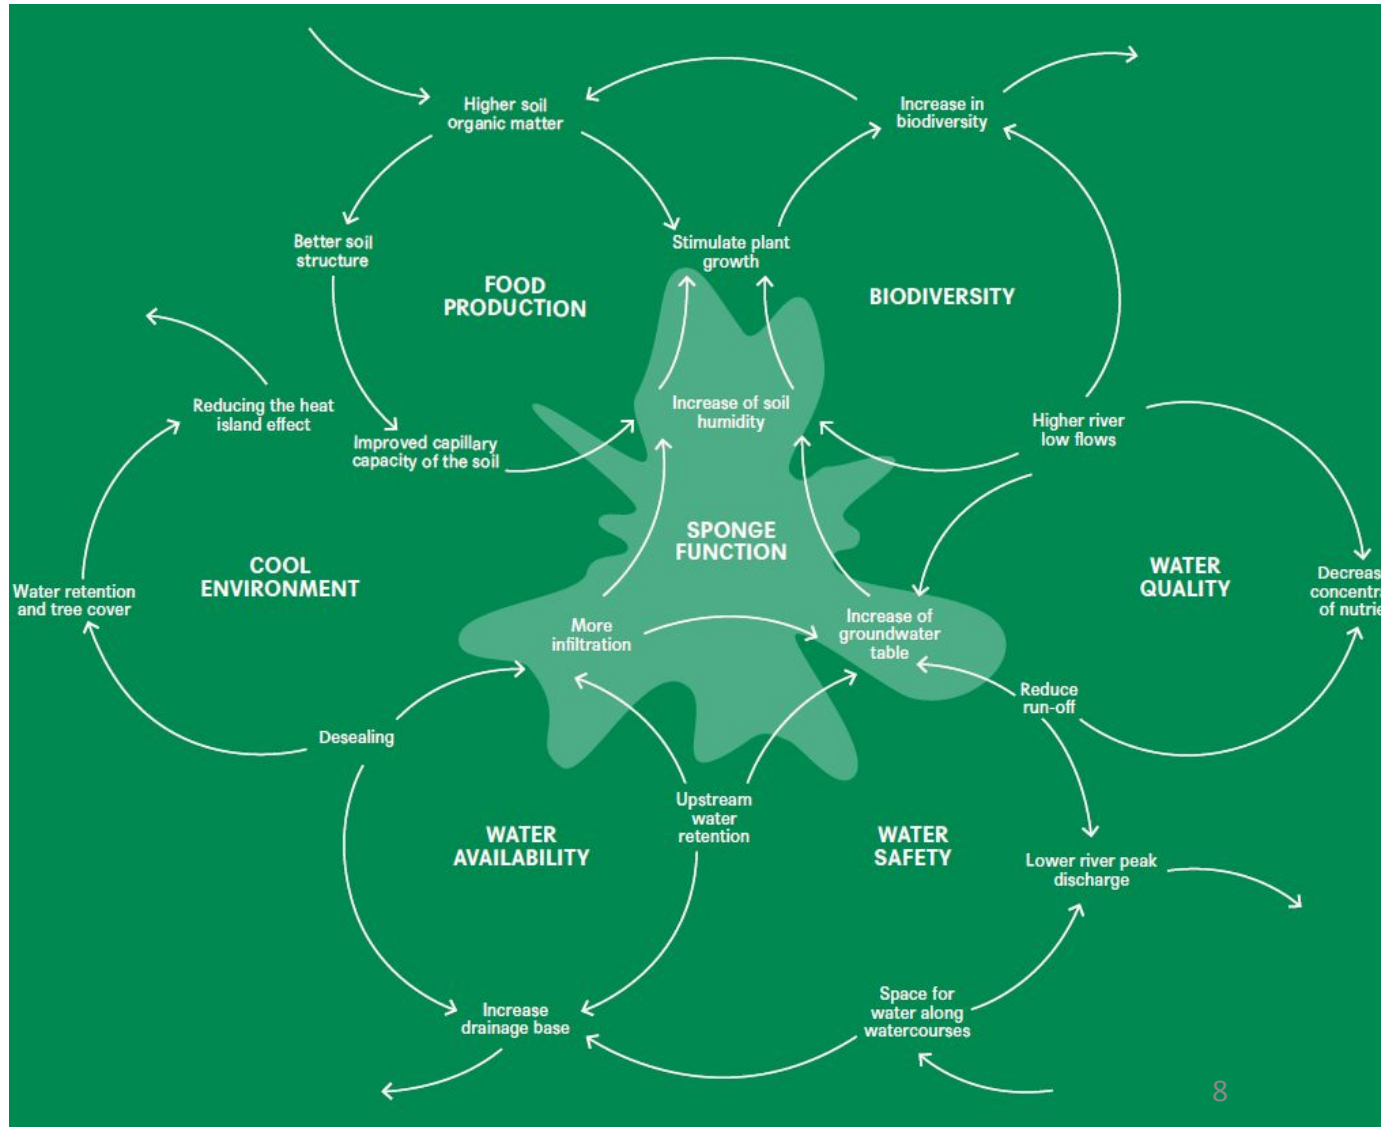 Higher soil
organic matter
Increase in
biodiversity
Better soil
structure
Stimulate plant
growth
FOOD
PRODUCTION
BIODIVERSITY
Reducing the heat
island effect
Increase of soil
humidity
Higher river
low flows
Improved capillary
capacity of the soil
SPONGE
FUNCTION
COOL
ENVIRONMENT
WATER
QUALITY
Water retention
and tree cover
Decreas
concentra
of nutrie
More
infiltration
Increase of
groundwater
table
Reduce
run-off
Desealing
Upstream
water
retention
WATER
AVAILABILITY
WATER
SAFETY
Lower river peak
discharge
Space for
water along
watercourses
Increase
drainage base
8